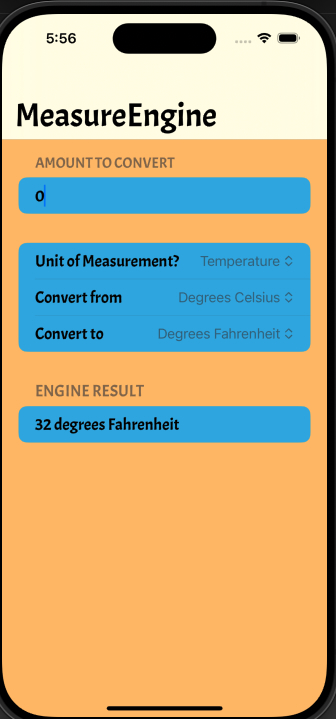 5:56
MeasureEngine
AMOUNT TO CONVERT
0
Unit of Measurement? Temperature
Convert from Degrees Celsius
Convert to Degrees Fahrenheit
ENGINE RESULT
32 degrees Fahrenheit